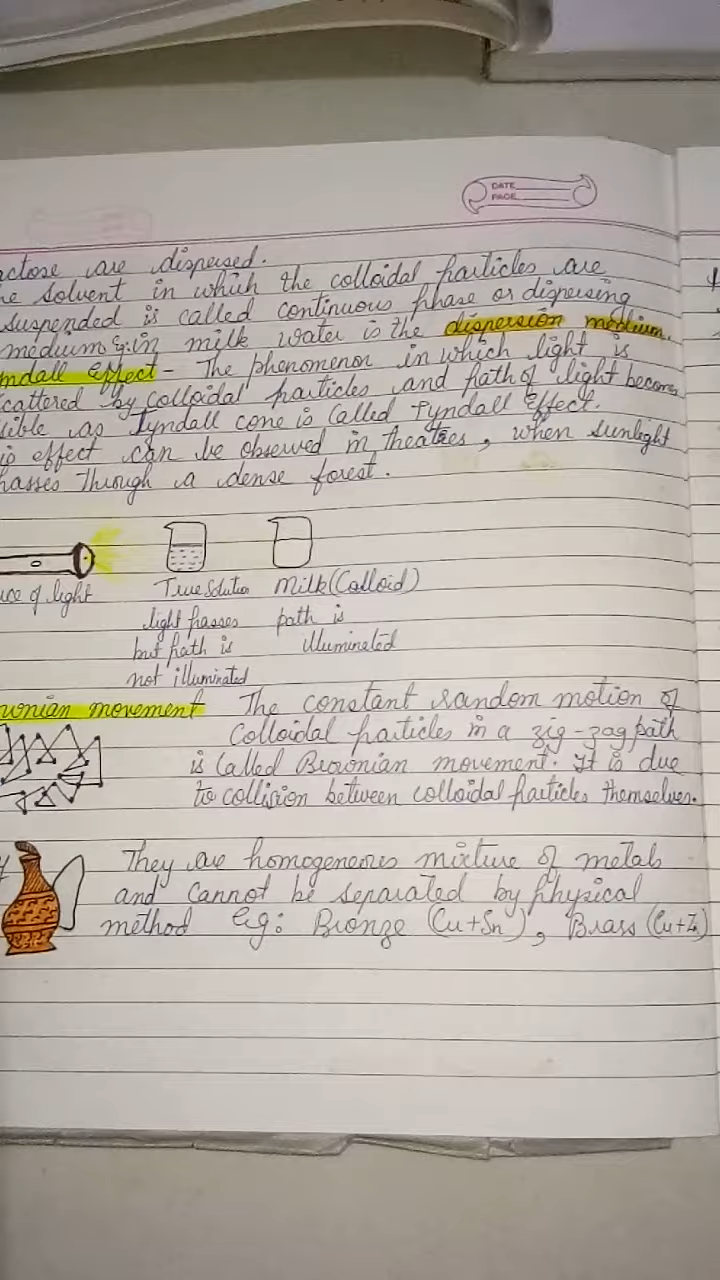 DATE
PAGE
actose are dispersed.
he solvent in which the colloidal particles are
suspended is called continuous phase or dispersing
medium eg:in milk water is the dispersion medium.
ndall Effect - The phenomenon in which light is
cattered by colloidal particles and path of light becomes
sible as Tyndall cone is called Tyndall Effect.
is effect can be observed in theatres, when sunlight
passes through a dense forest.
rce of light True Solution Milk (Colloid)
light passes path is
but path is illuminated
not illuminated
wnian movement The constant random motion of
colloidal particles in a zig-zag path
is called Brownian movement. It is due
to collision between colloidal particles themselves.
They are homogeneous mixture of metals
and cannot be separated by physical
method eg: Bronze (Cu+Sn), Brass (Cu+Zn)